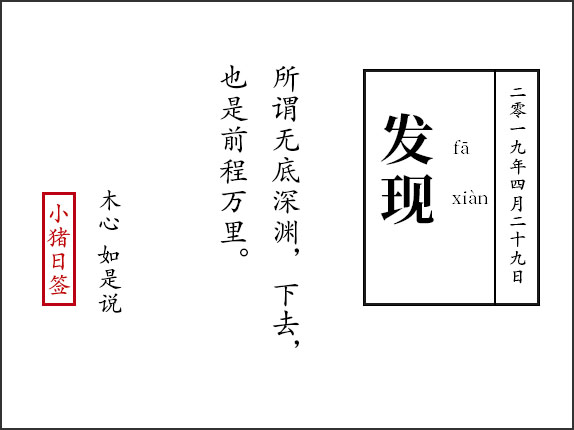 二零一九年四月二十九日
发现
fā
xiàn
所谓无底深渊，下去，
也是前程万里。
木心 如是说
小猪日签